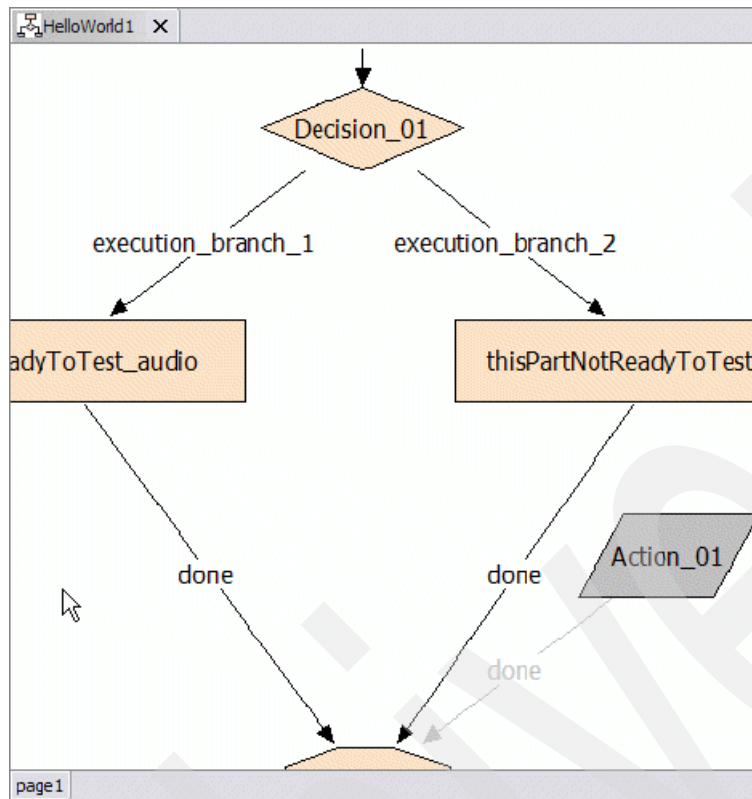 HelloWorld1
Decision_01
execution_branch_1 execution_branch_2
adyToTest_audio thisPartNotReadyToTest
Action_01
done done
done
page1